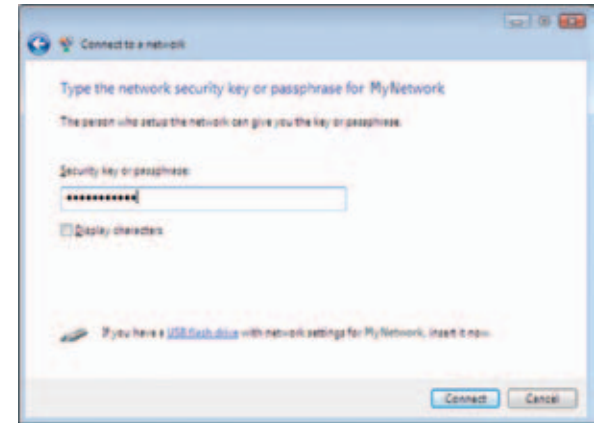 Connect to a network
Type the network security key or passphrase for MyNetwork
The person who setup the network can give you the key or passphrase.
Security key or passphrase:
•••••••••••
Display characters
If you have a USB flash drive with network settings for MyNetwork, insert it now.
Connect Cancel